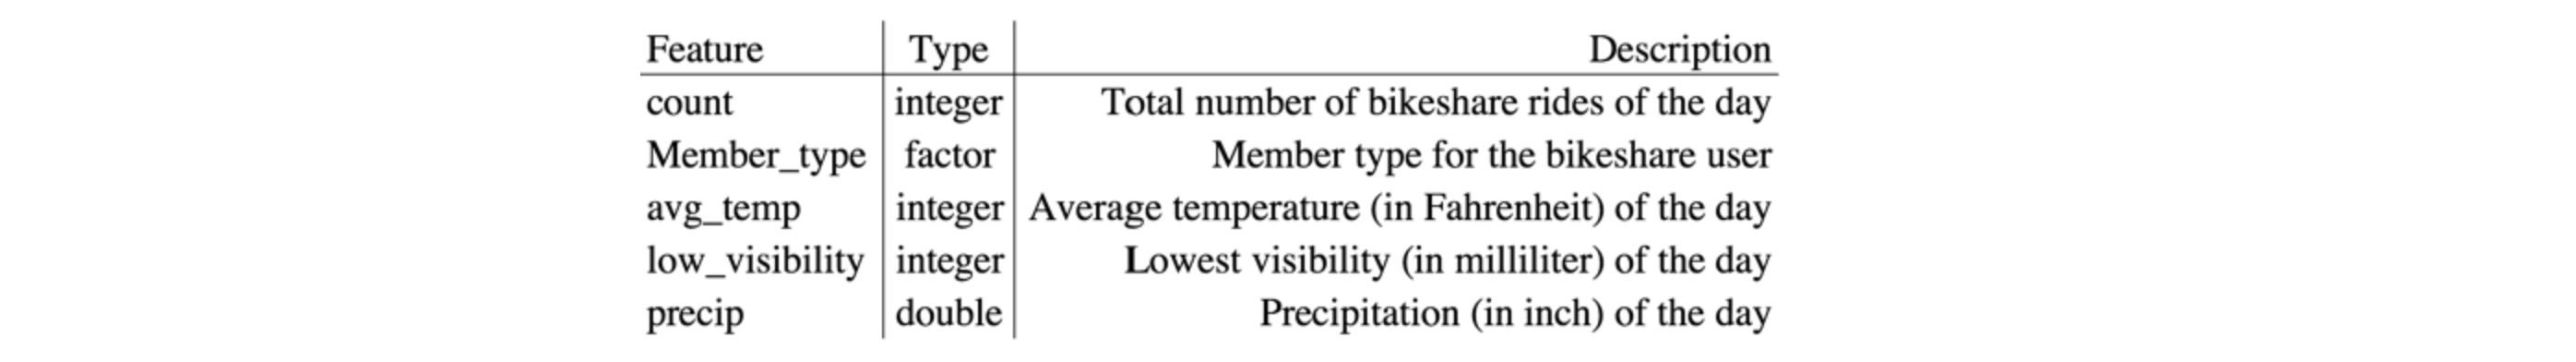 Feature Type Description
count integer Total number of bikeshare rides of the day
Member_type factor Member type for the bikeshare user
avg_temp integer Average temperature (in Fahrenheit) of the day
low_visibility integer Lowest visibility (in milliliter) of the day
precip double Precipitation (in inch) of the day